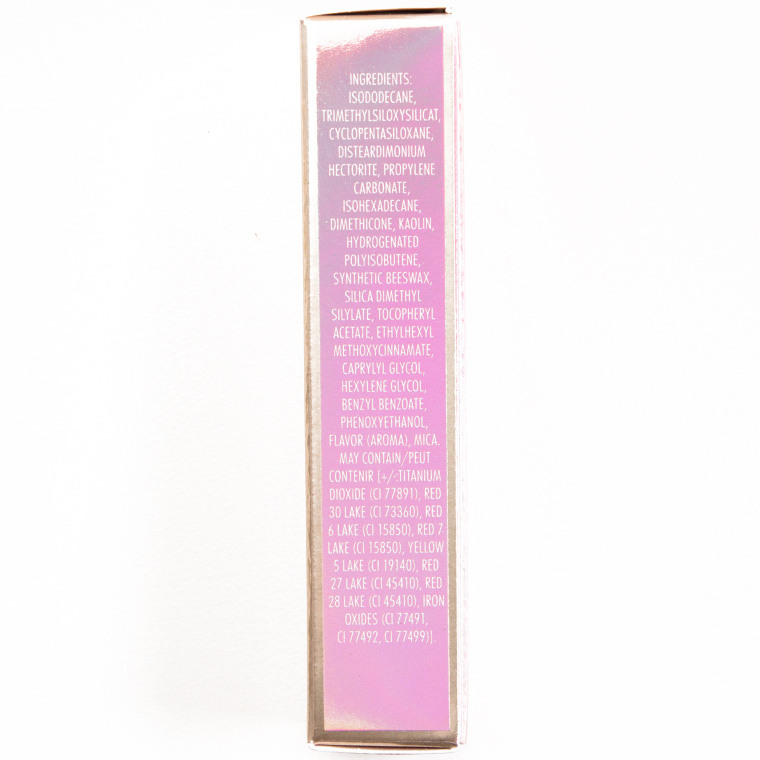 INGREDIENTS:
ISODODECANE,
TRIMETHYLSILOXYSILICAT,
CYCLOPENTASILOXANE,
DISTEARDIMONIUM
HECTORITE, PROPYLENE
CARBONATE,
ISOHEXADECANE,
DIMETHICONE, KAOLIN,
HYDROGENATED
POLYISOBUTENE,
SYNTHETIC BEESWAX,
SILICA DIMETHYL
SILYLATE, TOCOPHERYL
ACETATE, ETHYLHEXYL
METHOXYCINNAMATE,
CAPRYLYL GLYCOL,
HEXYLENE GLYCOL,
BENZYL BENZOATE,
PHENOXYETHANOL,
FLAVOR (AROMA), MICA.
MAY CONTAIN/PEUT
CONTENIR [+/-:TITANIUM
DIOXIDE (CI 77891), RED
30 LAKE (CI 73360), RED
6 LAKE (CI 15850), RED 7
LAKE (CI 15850), YELLOW
5 LAKE (CI 19140), RED
27 LAKE (CI 45410), RED
28 LAKE (CI 45410), IRON
OXIDES (CI 77491,
CI 77492, CI 77499)].